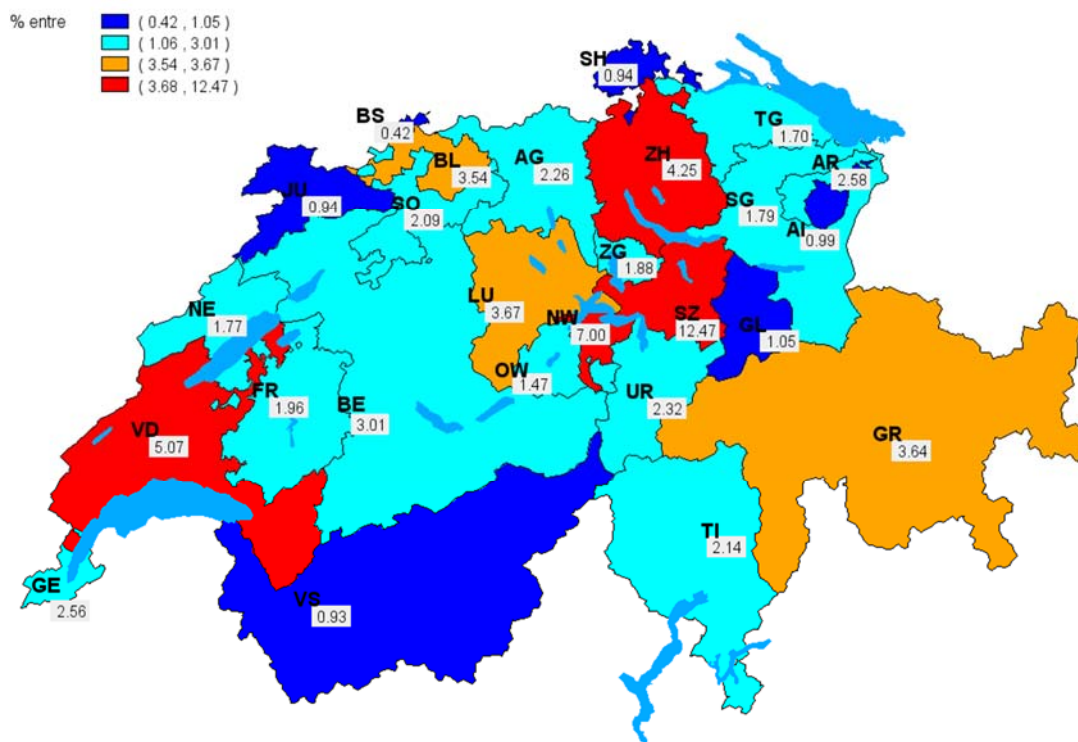 % entre
( 0.42 , 1.05 )
( 1.06 , 3.01 )
( 3.54 , 3.67 )
( 3.68 , 12.47 )
SH
0.94
BS
0.42
TG
1.70
BL
3.54
AG
2.26
ZH
4.25
AR
2.58
JU
0.94
SO
2.09
SG
1.79
AI
0.99
ZG
1.88
NE
1.77
LU
3.67
NW
7.00
SZ
12.47
GL
1.05
OW
1.47
FR
1.96
BE
3.01
UR
2.32
VD
5.07
GR
3.64
TI
2.14
GE
2.56
VS
0.93